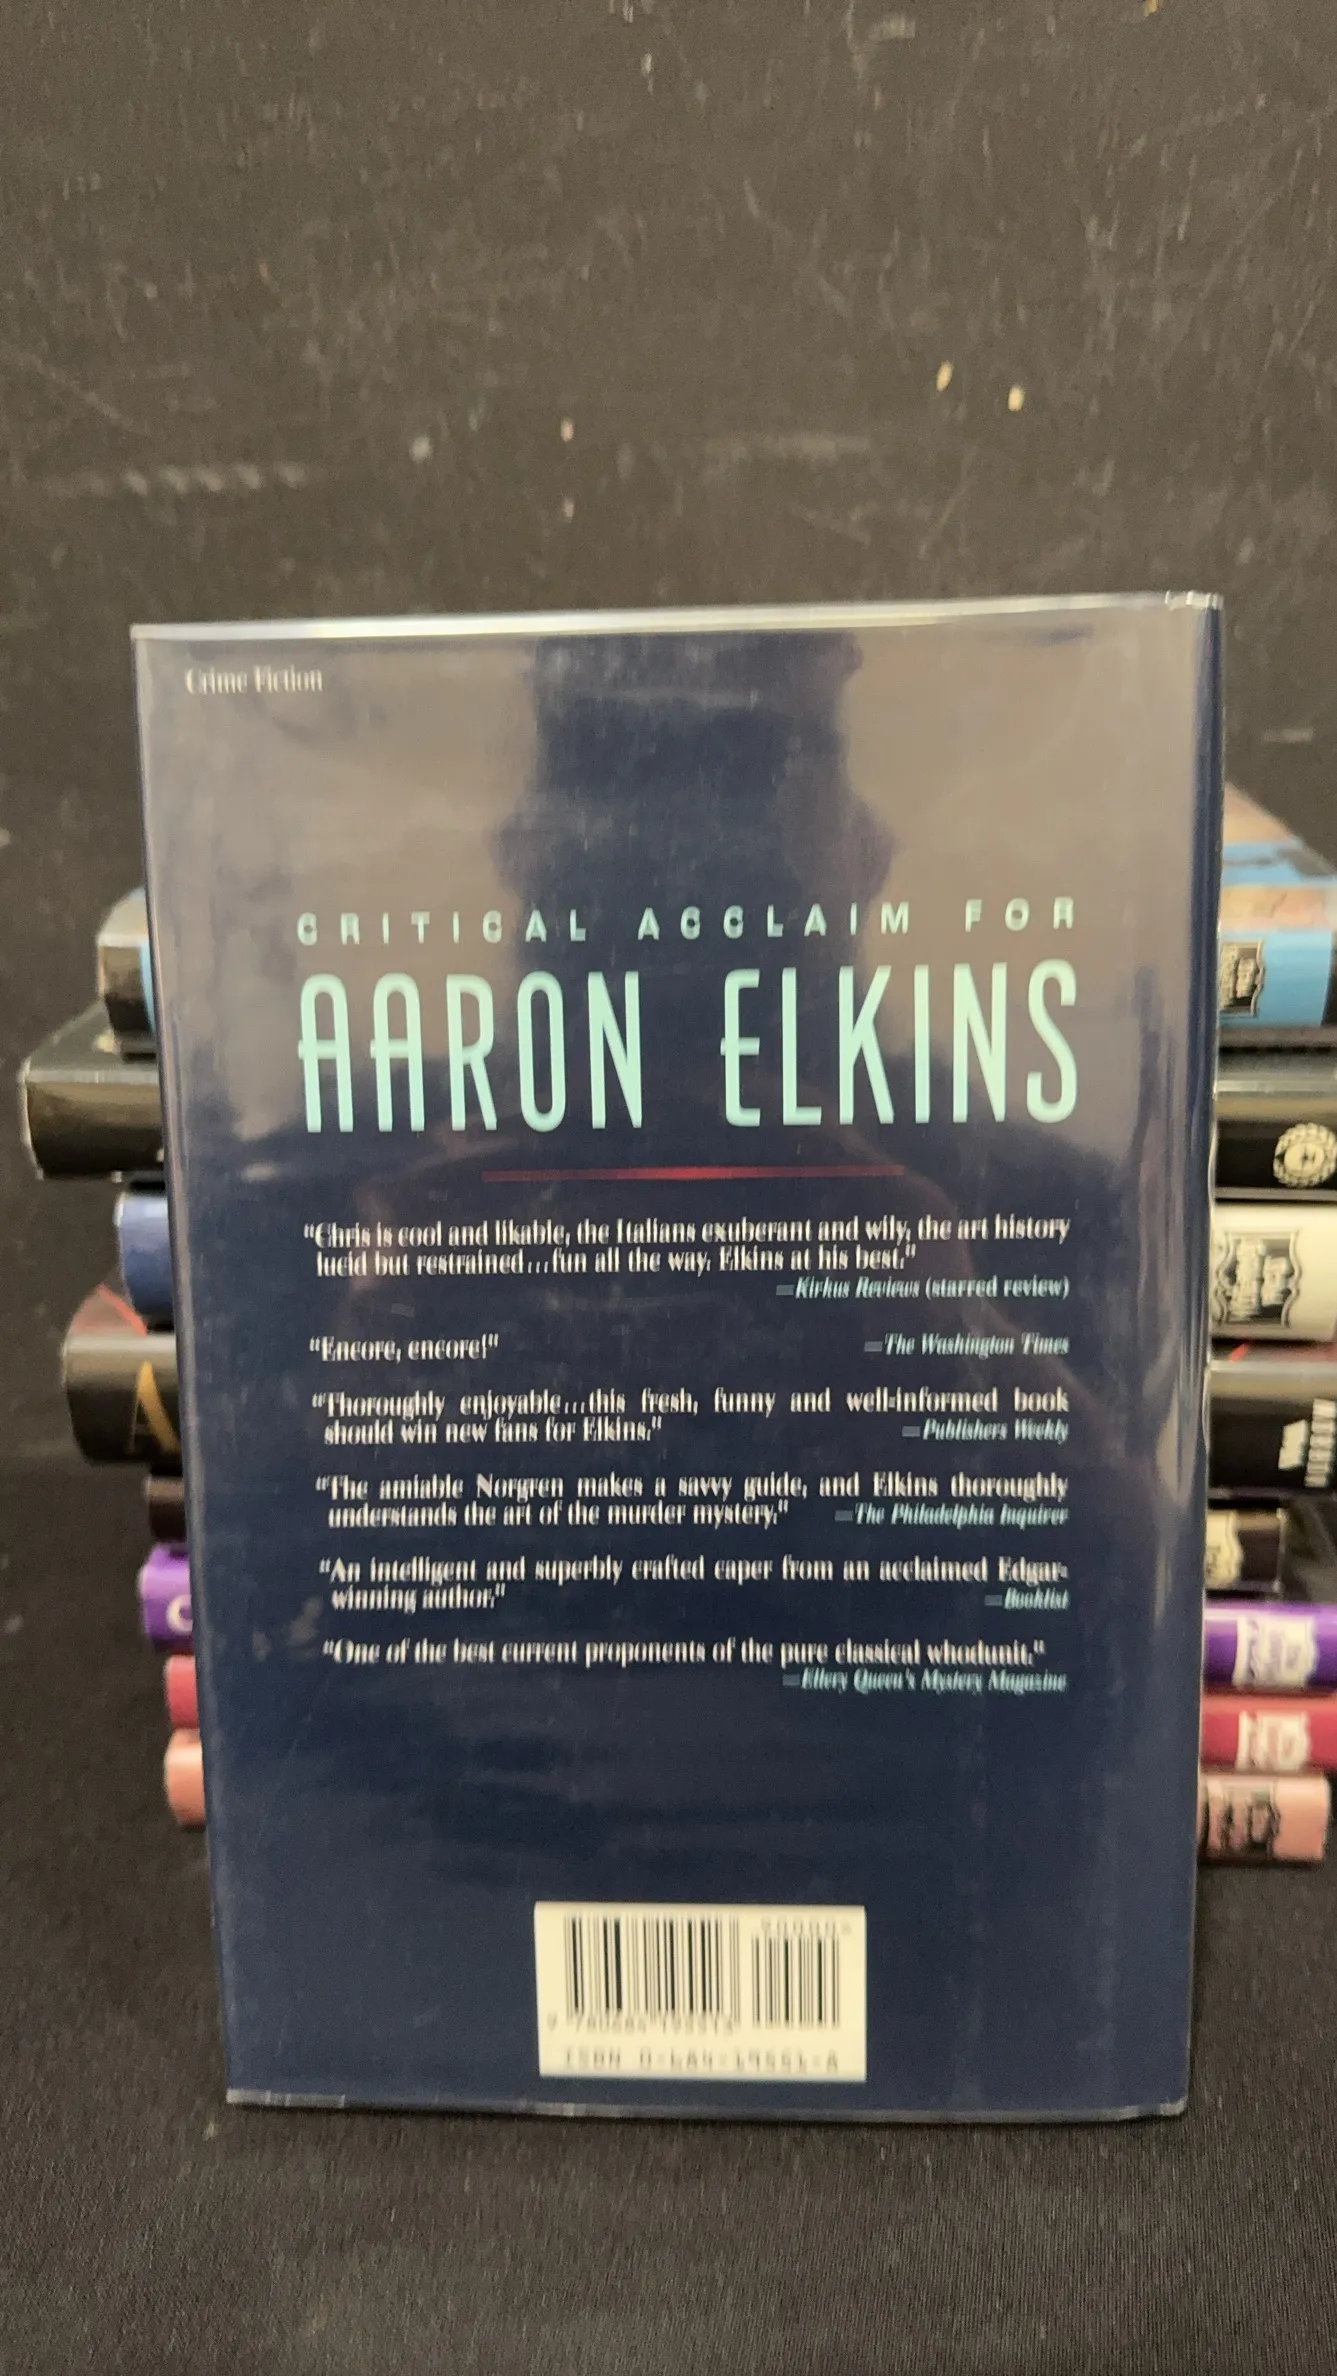 Crime Fiction
CRITICAL ACCLAIM FOR
AARON ELKINS
"Chris is cool and likable, the Italians exuberant and wily, the art history
lucid but restrained...fun all the way. Elkins at his best."
—Kirkus Reviews (starred review)
"Encore, encore!" —The Washington Times
"Thoroughly enjoyable...this fresh, funny and well-informed book
should win new fans for Elkins." —Publishers Weekly
"The amiable Norgren makes a savvy guide, and Elkins thoroughly
understands the art of the murder mystery." —The Philadelphia Inquirer
"An intelligent and superbly crafted caper from an acclaimed Edgar-
winning author." —Booklist
"One of the best current proponents of the pure classical whodunit."
—Ellery Queen's Mystery Magazine
90000>
ISBN